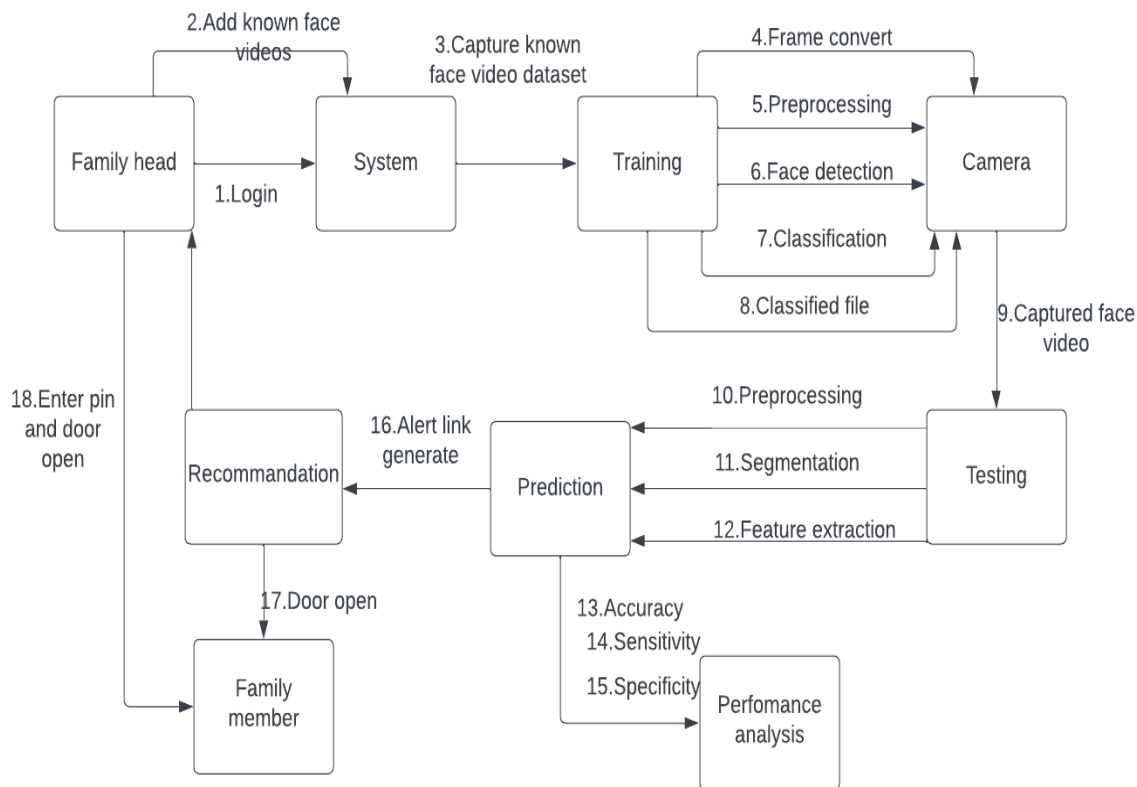 2.Add known face
videos
3.Capture known
face video dataset
4.Frame convert
Family head
System
Training
5.Preprocessing
Camera
1.Login
6.Face detection
7.Classification
8.Classified file
9.Captured face
video
18.Enter pin
and door
open
Recommandation
16.Alert link
generate
Prediction
10.Preprocessing
11.Segmentation
12.Feature extraction
Testing
17.Door open
13.Accuracy
14.Sensitivity
15.Specificity
Family
member
Perfomance
analysis